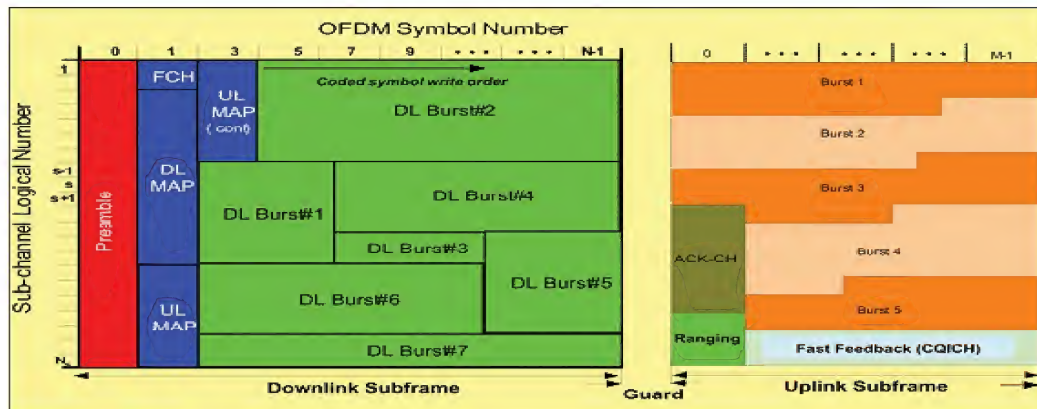 OFDM Symbol Number
0 1 3 5 7 9 • • • • N-1
0 • • • • • • • • • M-1
Sub-channel Logical Number
1
s-1
s
s+1
N
Preamble
FCH
DL
MAP
UL
MAP
UL
MAP
(cont)
Coded symbol write order
DL Burst#2
DL Burs#1
DL Burst#4
DL Burs#3
DL Burs#5
DL Burs#6
DL Burs#7
Burst 1
Burst 2
Burst 3
Burst 4
Burst 5
ACK-CH
Ranging
Fast Feedback (CQICH)
Downlink Subframe
Guard
Uplink Subframe